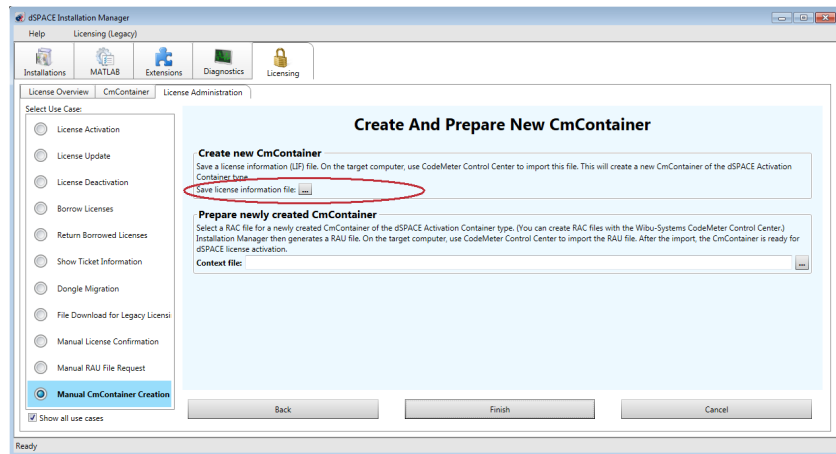 dSPACE Installation Manager
Help Licensing (Legacy)
Installations MATLAB Extensions Diagnostics Licensing
License Overview CmContainer License Administration
Select Use Case:
License Activation
License Update
License Deactivation
Borrow Licenses
Return Borrowed Licenses
Show Ticket Information
Dongle Migration
File Download for Legacy Licensi
Manual License Confirmation
Manual RAU File Request
Manual CmContainer Creation
Show all use cases
Create And Prepare New CmContainer
Create new CmContainer
Save a license information (LIF) file. On the target computer, use CodeMeter Control Center to import this file. This will create a new CmContainer of the dSPACE Activation
Container type.
Save license information file: ...
Prepare newly created CmContainer
Select a RAC file for a newly created CmContainer of the dSPACE Activation Container type. (You can create RAC files with the Wibu-Systems CodeMeter Control Center.)
Installation Manager then generates a RAU file. On the target computer, use CodeMeter Control Center to import the RAU file. After the import, the CmContainer is ready for
dSPACE license activation.
Context file: ...
Back Finish Cancel
Ready